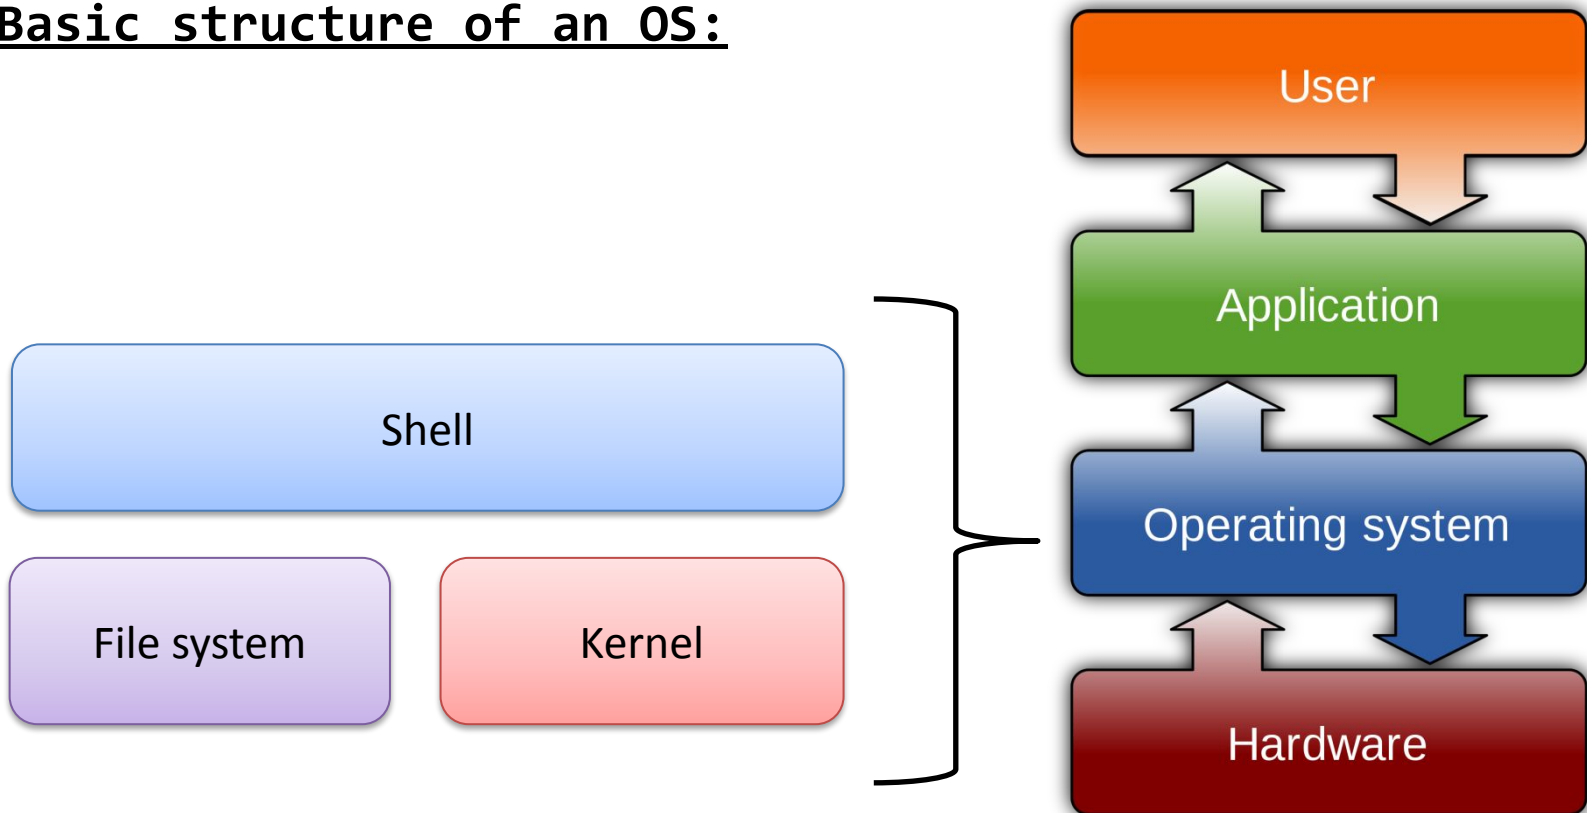 Basic structure of an OS:
User
Application
Shell
Operating system
File system
Kernel
Hardware